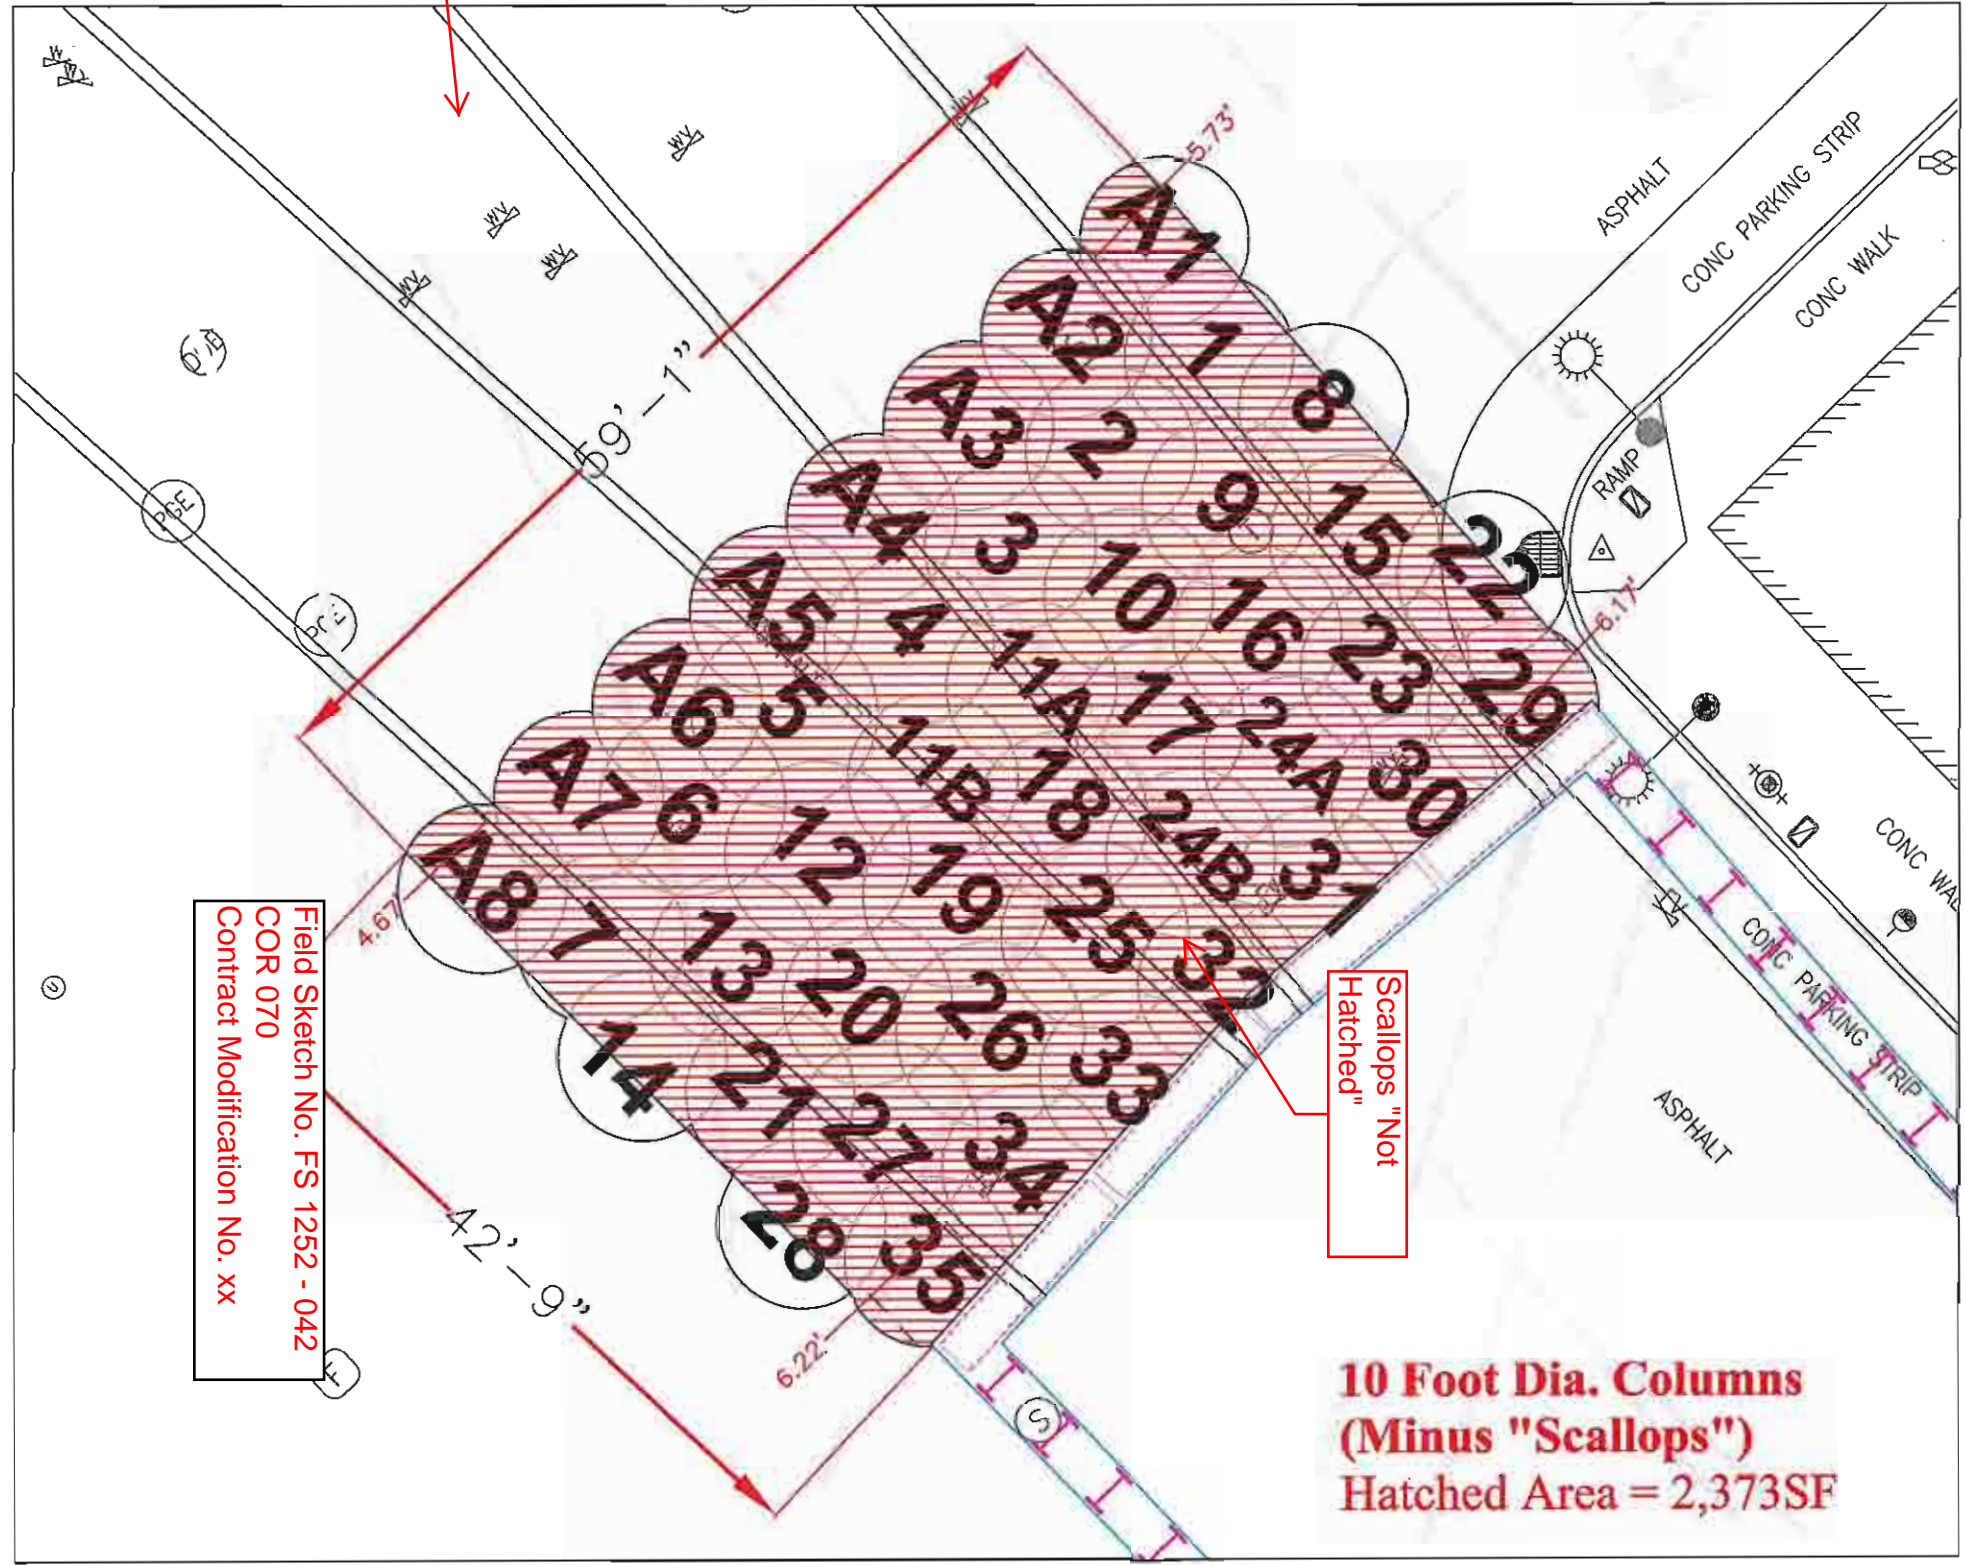 WV
WV
WV
WV
WV
WV
5.73'
59'-1"
ASPHALT
CONC PARKING STRIP
CONC WALK
RAMP
PGE
A1
A2
1
8
A3
2
9
15
22
A4
3
10
16
23
29
A5
4
11A
17
24A
30
A6
5
11B
18
24B
31
A7
6
12
19
25
32
A8
7
13
20
26
33
14
21
27
34
28
35
6.17'
4.67'
6.22'
42'-9"
CONC PARKING STRIP
ASPHALT
S
Scallops "Not
Hatched"
Field Sketch No. FS 1252 - 042
COR 070
Contract Modification No. xx
10 Foot Dia. Columns
(Minus "Scallops")
Hatched Area = 2,373SF